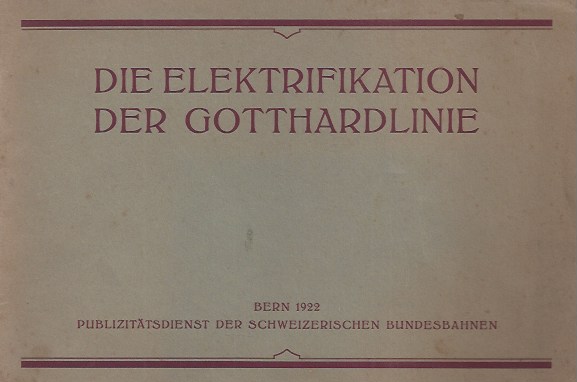 DIE ELEKTRIFIKATION
DER GOTTHARDLINIE
BERN 1922
PUBLIZITÄTSDIENST DER SCHWEIZERISCHEN BUNDESBAHNEN